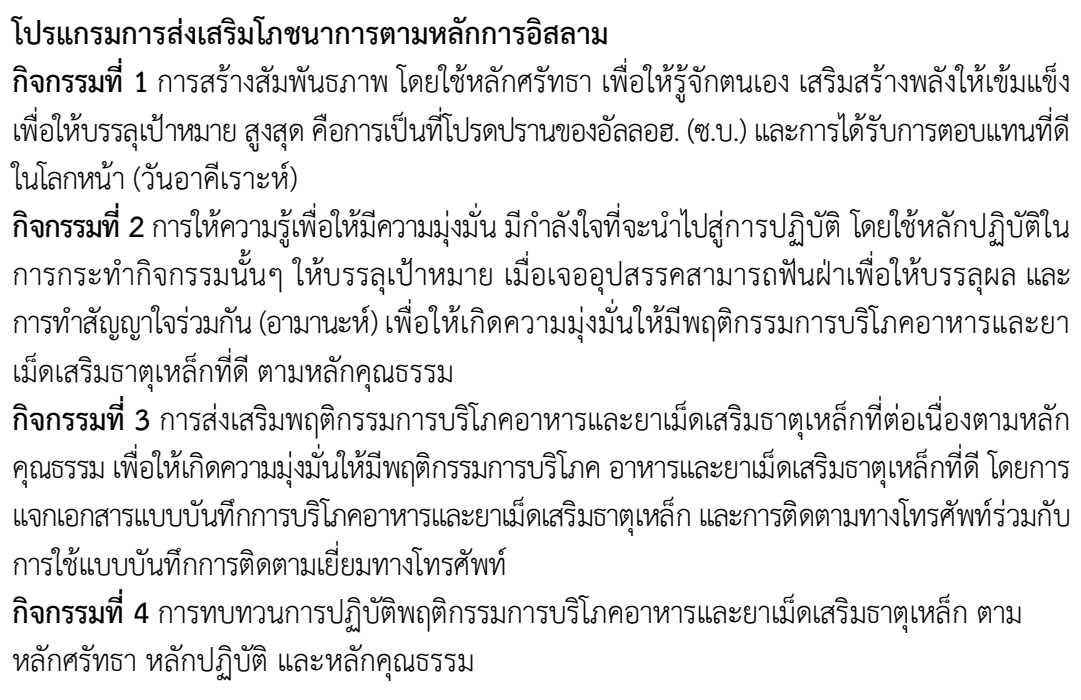 โปรแกรมการส่งเสริมโภชนาการตามหลักการอิสลาม
กิจกรรมที่ 1 การสร้างสัมพันธภาพ โดยใช้หลักศรัทธา เพื่อให้รู้จักตนเอง เสริมสร้างพลังให้เข้มแข็ง
เพื่อให้บรรลุเป้าหมาย สูงสุด คือการเป็นที่โปรดปรานของอัลลอฮ. (ซ.บ.) และการได้รับการตอบแทนที่ดี
ในโลกหน้า (วันอาคีเราะห์)
กิจกรรมที่ 2 การให้ความรู้เพื่อให้มีความมุ่งมั่น มีกำลังใจที่จะนำไปสู่การปฏิบัติ โดยใช้หลักปฏิบัติใน
การกระทำกิจกรรมนั้นๆ ให้บรรลุเป้าหมาย เมื่อเจออุปสรรคสามารถฟันฝ่าเพื่อให้บรรลุผล และ
การทำสัญญาใจร่วมกัน (อามานะห์) เพื่อให้เกิดความมุ่งมั่นให้มีพฤติกรรมการบริโภคอาหารและยา
เม็ดเสริมธาตุเหล็กที่ดี ตามหลักคุณธรรม
กิจกรรมที่ 3 การส่งเสริมพฤติกรรมการบริโภคอาหารและยาเม็ดเสริมธาตุเหล็กที่ต่อเนื่องตามหลัก
คุณธรรม เพื่อให้เกิดความมุ่งมั่นให้มีพฤติกรรมการบริโภค อาหารและยาเม็ดเสริมธาตุเหล็กที่ดี โดยการ
แจกเอกสารแบบบันทึกการบริโภคอาหารและยาเม็ดเสริมธาตุเหล็ก และการติดตามทางโทรศัพท์ร่วมกับ
การใช้แบบบันทึกการติดตามเยี่ยมทางโทรศัพท์
กิจกรรมที่ 4 การทบทวนการปฏิบัติพฤติกรรมการบริโภคอาหารและยาเม็ดเสริมธาตุเหล็ก ตาม
หลักศรัทธา หลักปฏิบัติ และหลักคุณธรรม